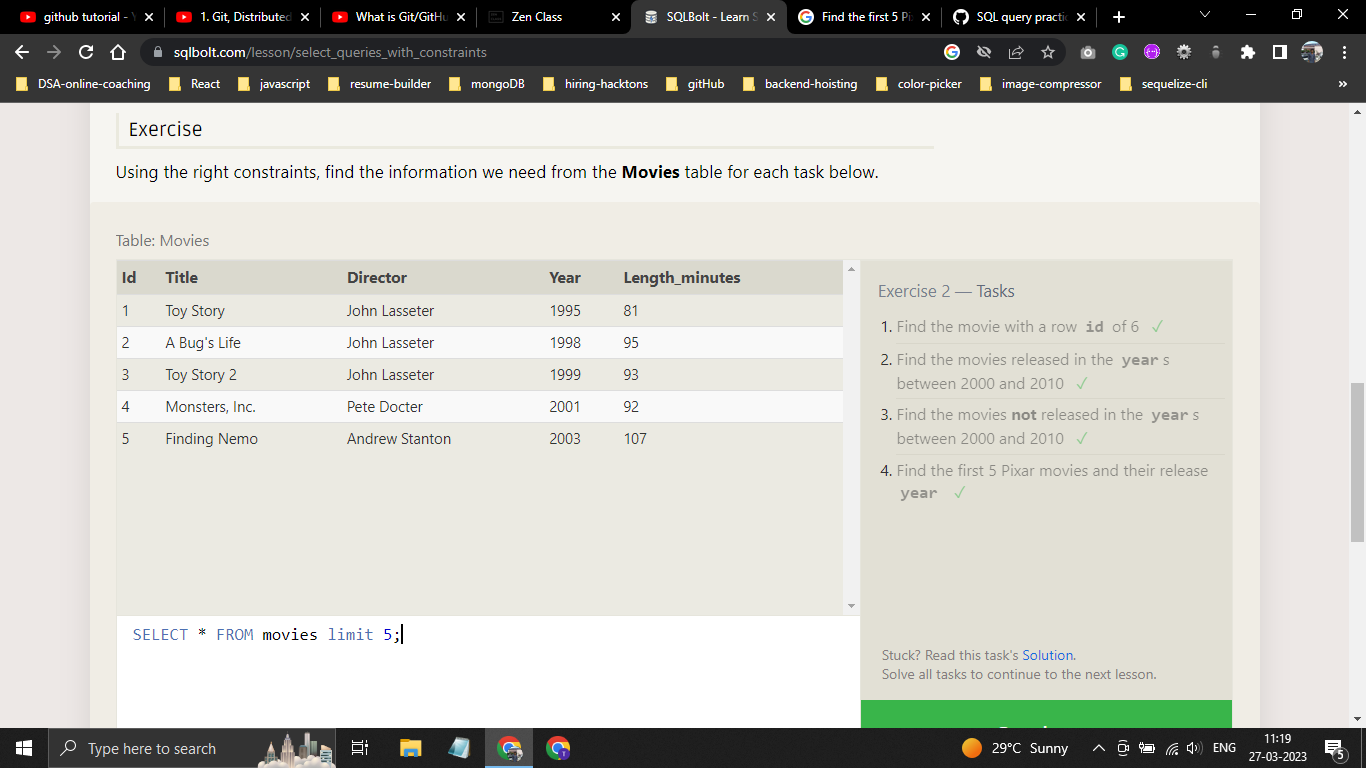 github tutorial - Y
1. Git, Distributed
What is Git/GitHu
Zen Class
SQLBolt - Learn S
Find the first 5 Pi
SQL query practi
sqlbolt.com/lesson/select_queries_with_constraints
DSA-online-coaching
React
javascript
resume-builder
mongoDB
hiring-hacktons
gitHub
backend-hoisting
color-picker
image-compressor
sequelize-cli
Exercise
Using the right constraints, find the information we need from the Movies table for each task below.
Table: Movies
Id Title Director Year Length_minutes
1 Toy Story John Lasseter 1995 81
2 A Bug's Life John Lasseter 1998 95
3 Toy Story 2 John Lasseter 1999 93
4 Monsters, Inc. Pete Docter 2001 92
5 Finding Nemo Andrew Stanton 2003 107
SELECT * FROM movies limit 5;
Exercise 2 — Tasks
1. Find the movie with a row id of 6 ✓
2. Find the movies released in the year s
between 2000 and 2010 ✓
3. Find the movies not released in the year s
between 2000 and 2010 ✓
4. Find the first 5 Pixar movies and their release
year ✓
Stuck? Read this task's Solution.
Solve all tasks to continue to the next lesson.
Type here to search
29°C Sunny
ENG
11:19
27-03-2023
5